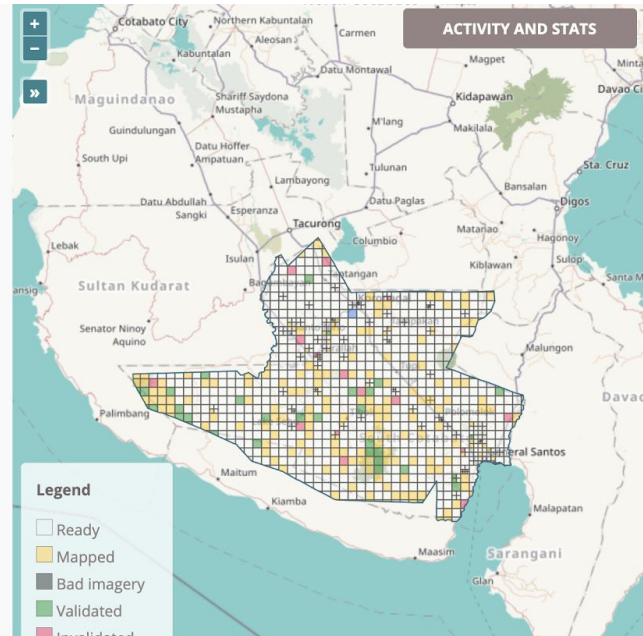 +
−
»
ACTIVITY AND STATS
Cotabato City
Northern Kabuntalan
Aleosan
Carmen
Kabuntalan
Datu Montawal
Magpet
Davao Ci
Maguindanao
Shariff Saydona
Mustapha
Kidapawan
Guindulungan
M'lang
Makilala
South Upi
Datu Hoffer
Ampatuan
Tulunan
Sta. Cruz
Lambayong
Bansalan
Datu Abdullah
Sangki
Esperanza
Datu Paglas
Digos
Tacurong
Matanao
Lebak
Columbio
Hagonoy
Isulan
Kiblawan
Sulop
Santa M
Sultan Kudarat
Senator Ninoy
Aquino
Malungon
Davao
Palimbang
eral Santos
Maitum
Kiamba
Malapatan
Maasim
Sarangani
Glan
Legend
Ready
Mapped
Bad imagery
Validated